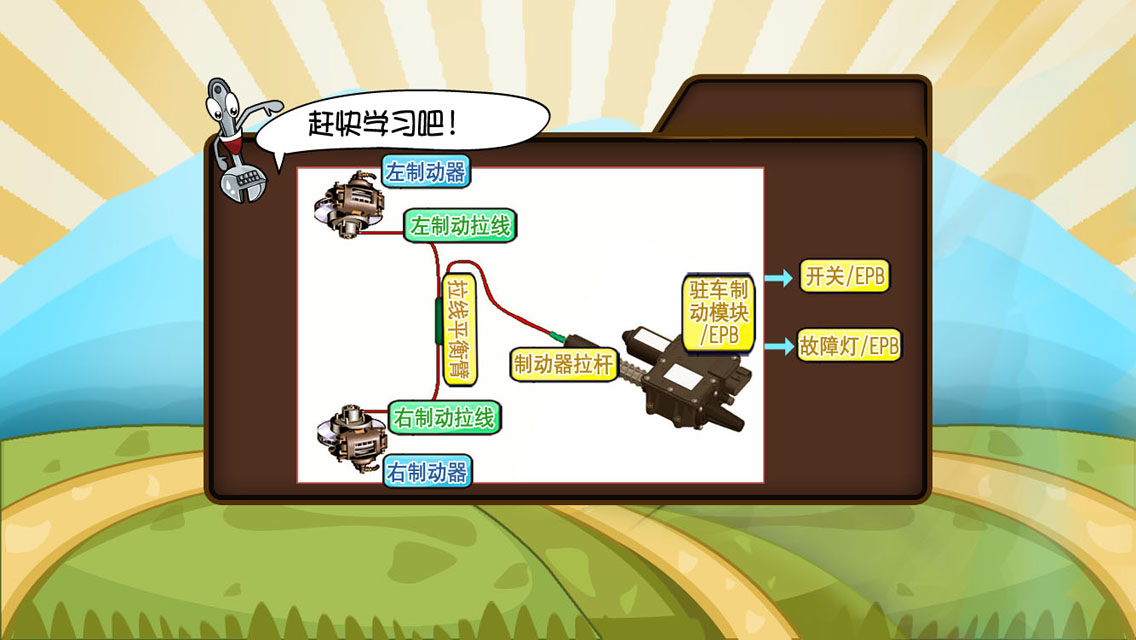 赶快学习吧！
左制动器
左制动拉线
拉线平衡臂
驻车制
动模块
/EPB
开关/EPB
故障灯/EPB
制动器拉杆
右制动拉线
右制动器